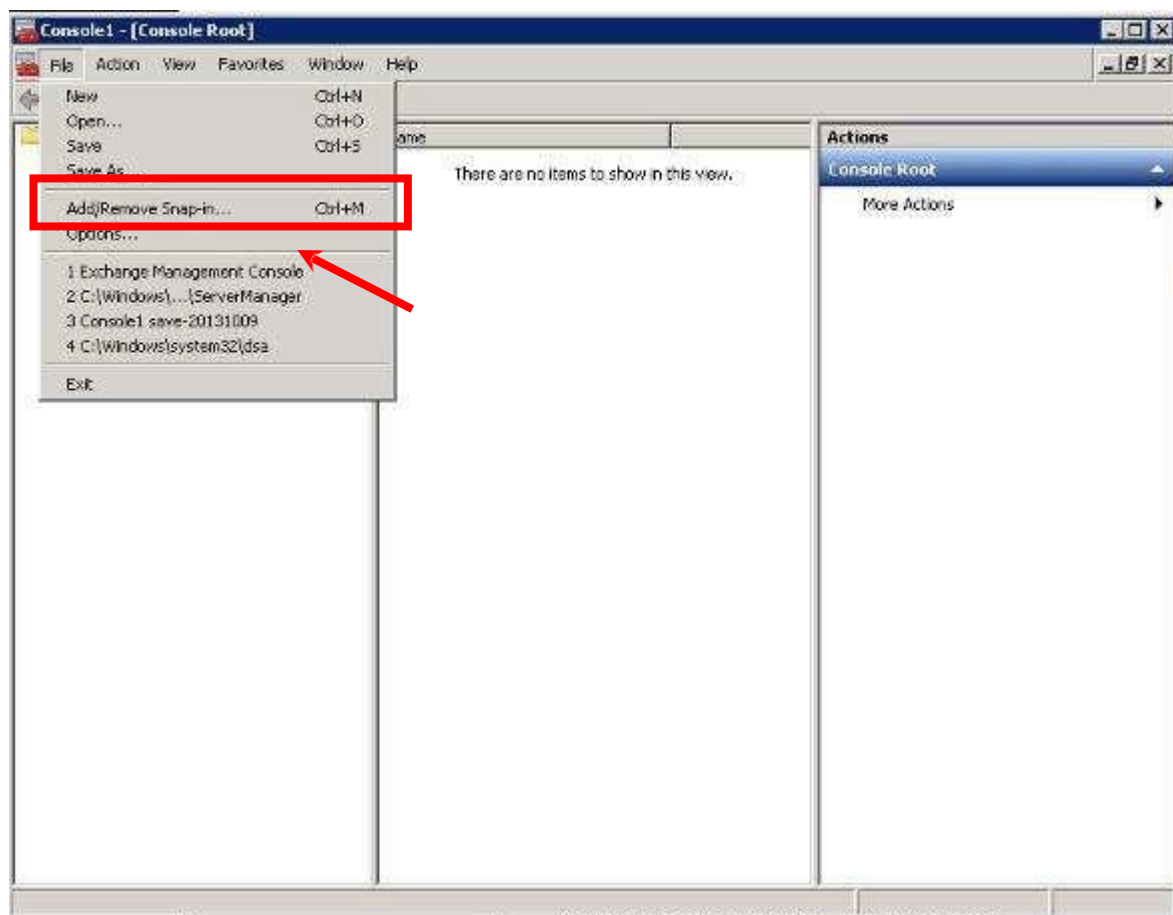 Console1 - [Console Root]
File Action View Favorites Window Help
New Ctrl+N
Open... Ctrl+O
Save Ctrl+S
Save As...
Add/Remove Snap-in... Ctrl+M
Options...
1 Exchange Management Console
2 C:\Windows\...\ServerManager
3 Console1 save-20131009
4 C:\Windows\system32\dsa
Exit
ame
There are no items to show in this view.
Actions
Console Root
More Actions